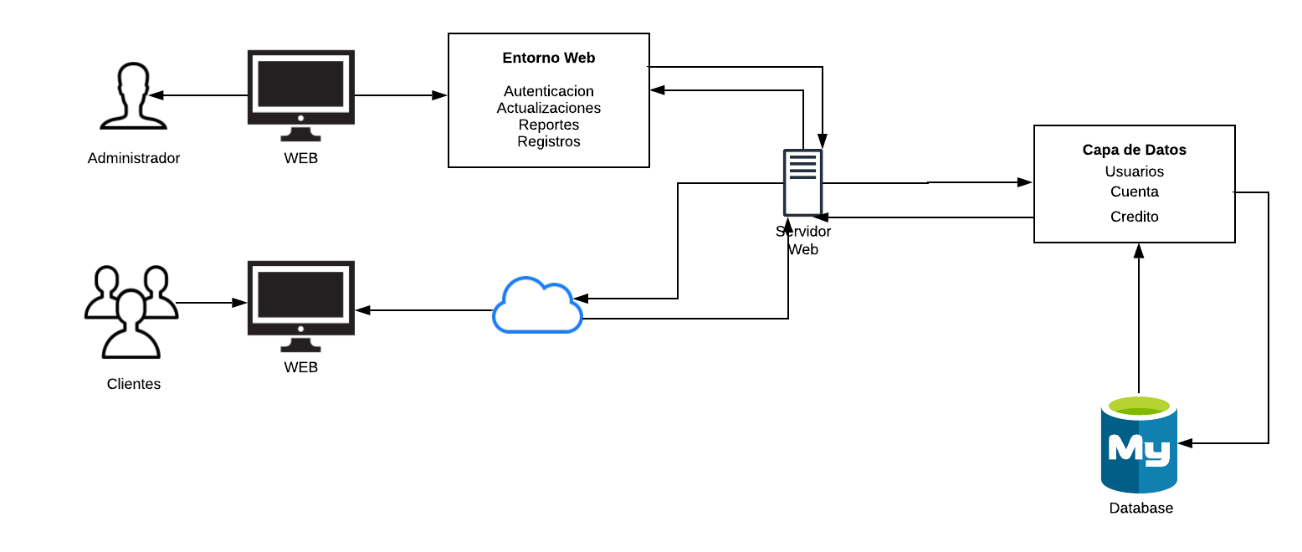 Entorno Web
Autenticacion
Actualizaciones
Reportes
Registros
Administrador
WEB
Capa de Datos
Usuarios
Cuenta
Credito
Servidor
Web
Clientes
WEB
My
Database